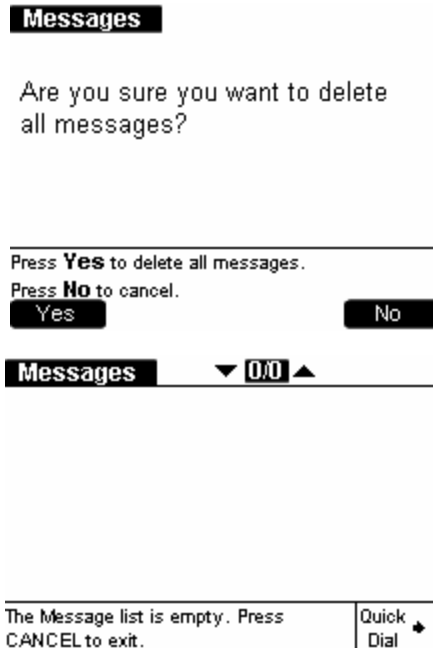 Messages
Are you sure you want to delete
all messages?
Press Yes to delete all messages.
Press No to cancel.
Yes No
Messages 0/0
The Message list is empty. Press
CANCEL to exit.
Quick
Dial